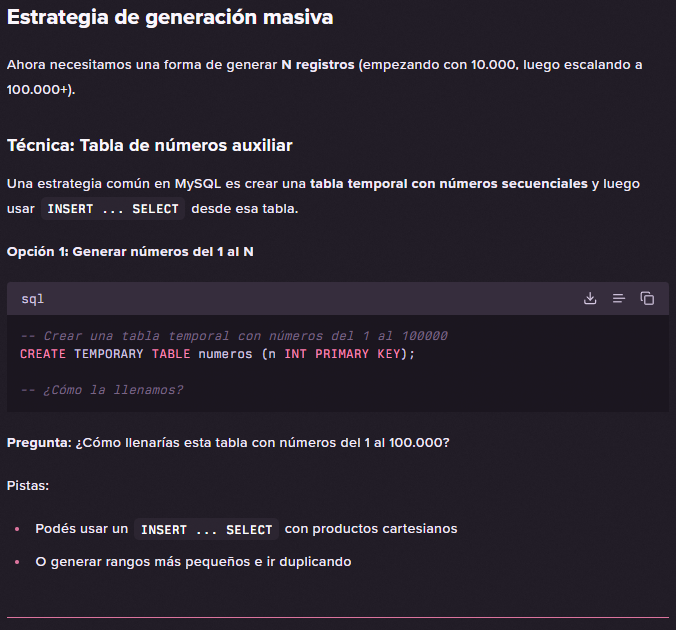 Estrategia de generación masiva
Ahora necesitamos una forma de generar N registros (empezando con 10.000, luego escalando a
100.000+).
Técnica: Tabla de números auxiliar
Una estrategia común en MySQL es crear una tabla temporal con números secuenciales y luego
usar INSERT ... SELECT desde esa tabla.
Opción 1: Generar números del 1 al N
sql
-- Crear una tabla temporal con números del 1 al 100000
CREATE TEMPORARY TABLE numeros (n INT PRIMARY KEY);
-- ¿Cómo la llenamos?
Pregunta: ¿Cómo llenarías esta tabla con números del 1 al 100.000?
Pistas:
• Podés usar un INSERT ... SELECT con productos cartesianos
• O generar rangos más pequeños e ir duplicando